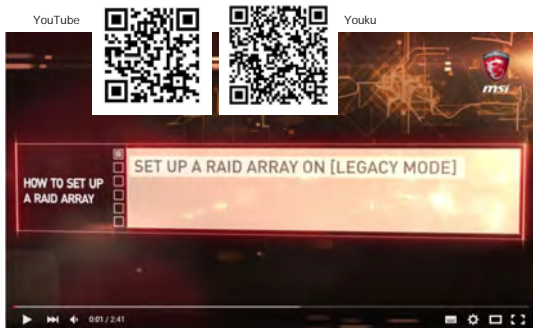 YouTube
Youku
msi
SET UP A RAID ARRAY ON [LEGACY MODE]
HOW TO SET UP
A RAID ARRAY
0:01 / 2:41